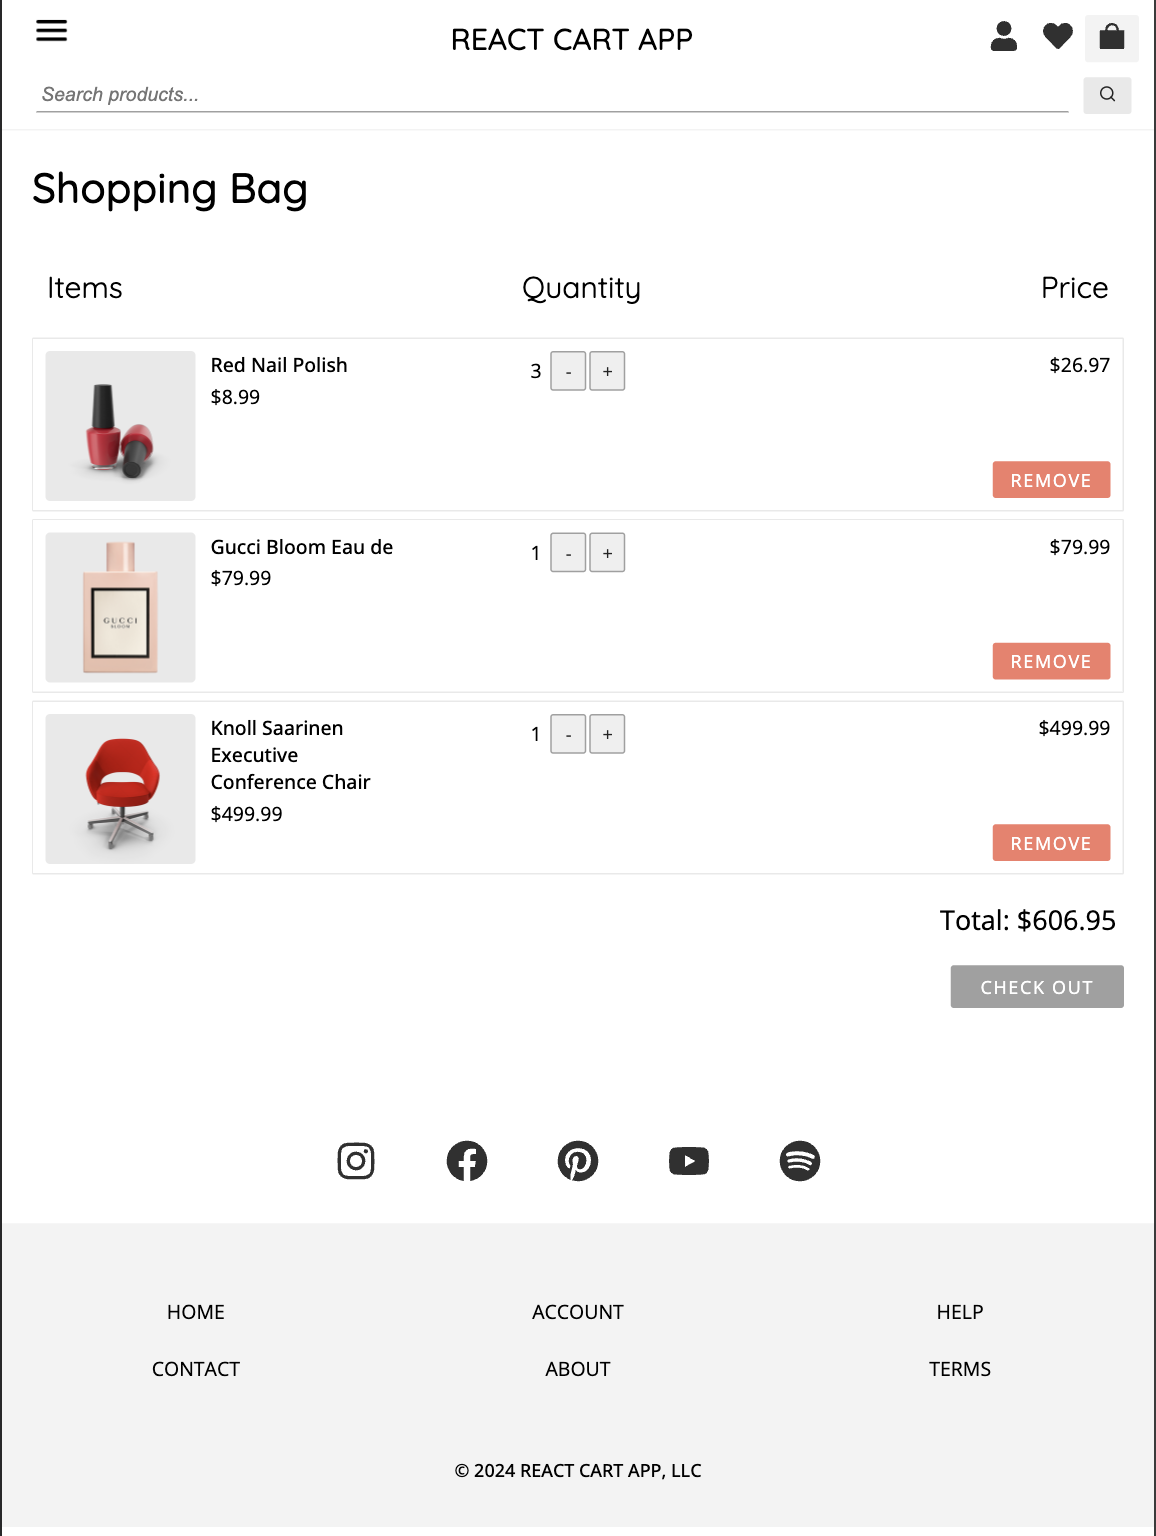 REACT CART APP
Search products...
Shopping Bag
Items Quantity Price
Red Nail Polish 3 - + $26.97
$8.99
REMOVE
Gucci Bloom Eau de 1 - + $79.99
$79.99
GUCCI
BLOOM
REMOVE
Knoll Saarinen 1 - + $499.99
Executive
Conference Chair
$499.99
REMOVE
Total: $606.95
CHECK OUT
HOME ACCOUNT HELP
CONTACT ABOUT TERMS
© 2024 REACT CART APP, LLC